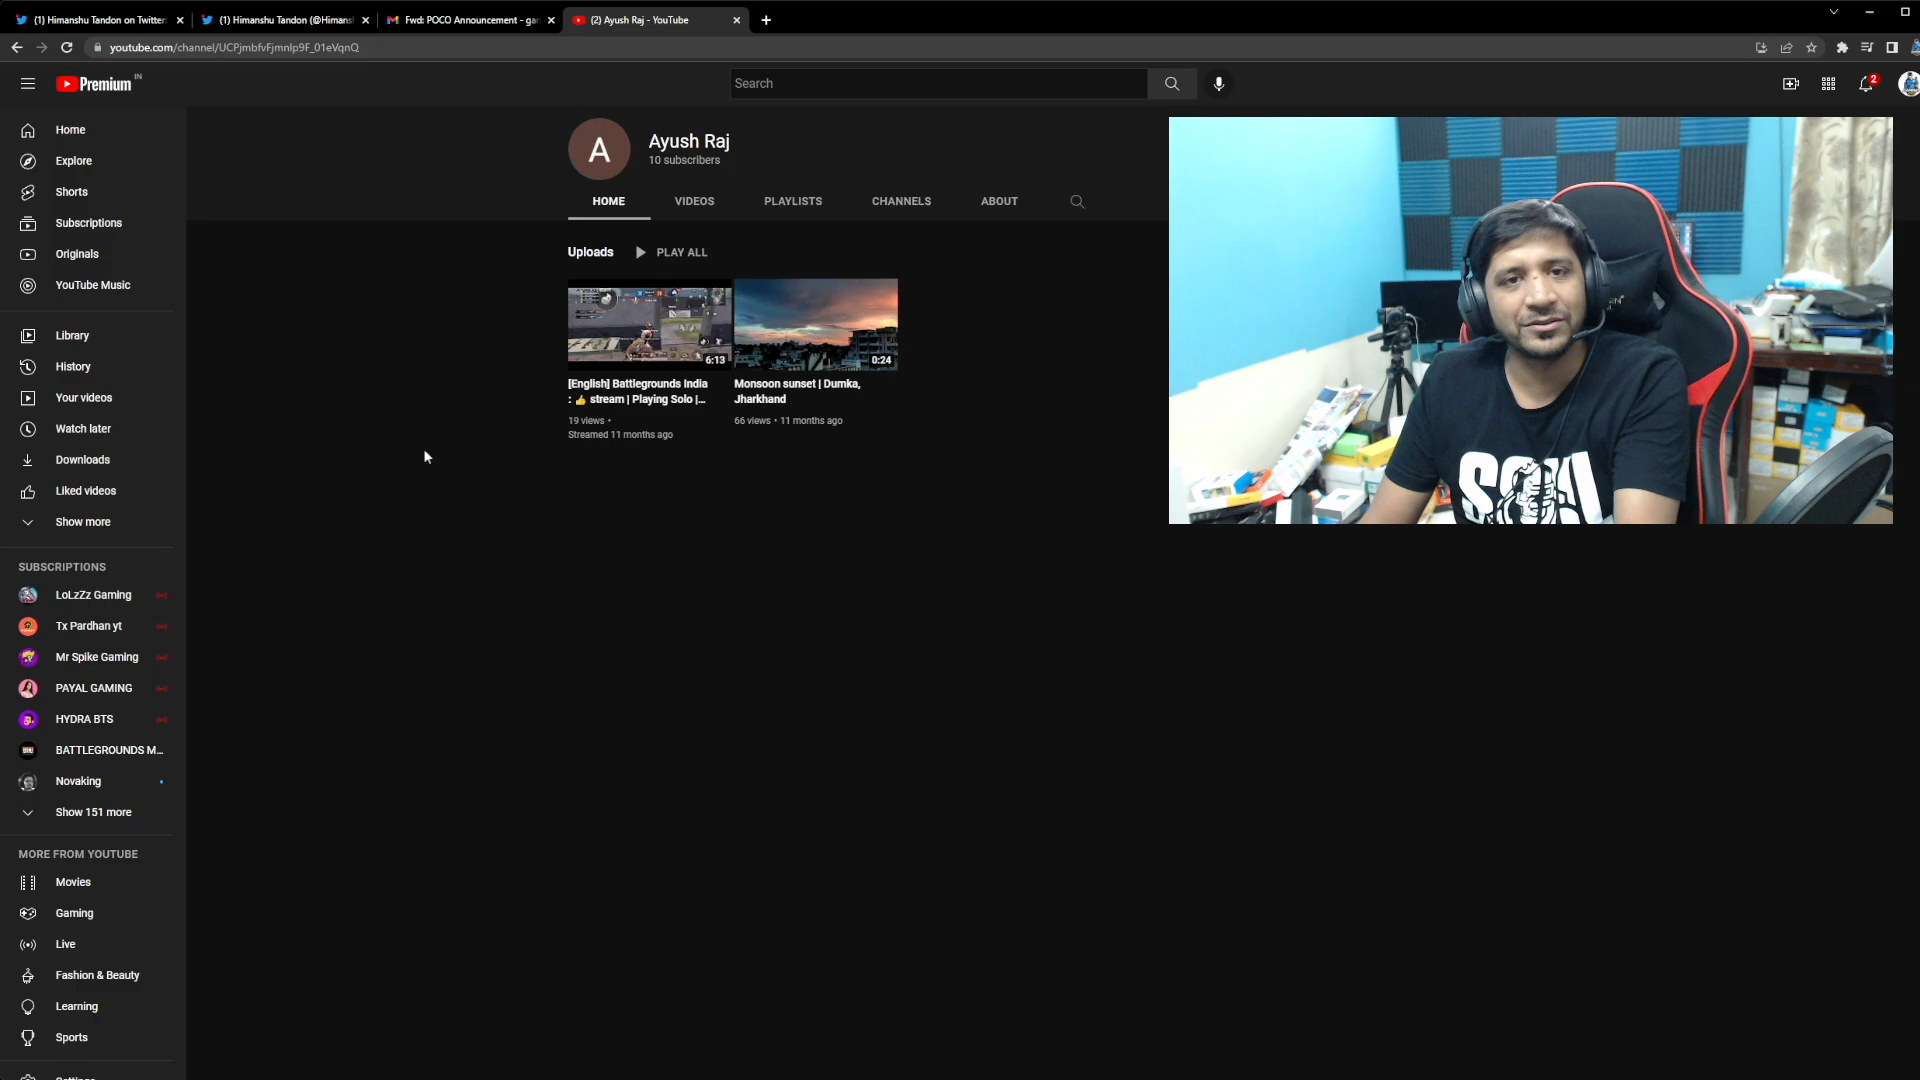 (1) Himanshu Tandon on Twitter:
(1) Himanshu Tandon (@Himans
Fwd: POCO Announcement - gan
(2) Ayush Raj - YouTube
youtube.com/channel/
Premium IN
Search
2
Home
Explore
Shorts
Subscriptions
Originals
YouTube Music
Library
History
Your videos
Watch later
Downloads
Liked videos
Show more
SUBSCRIPTIONS
LoLzZz Gaming
Tx Pardhan yt
Mr Spike Gaming
PAYAL GAMING
HYDRA BTS
BATTLEGROUNDS M...
Novaking
Show 151 more
MORE FROM YOUTUBE
Movies
Gaming
Live
Fashion & Beauty
Learning
Sports
A
Ayush Raj
10 subscribers
HOME VIDEOS PLAYLISTS CHANNELS ABOUT
Uploads PLAY ALL
6:13
[English] Battlegrounds India
: 👍 stream | Playing Solo |...
19 views •
Streamed 11 months ago
0:24
Monsoon sunset | Dumka,
Jharkhand
66 views • 11 months ago